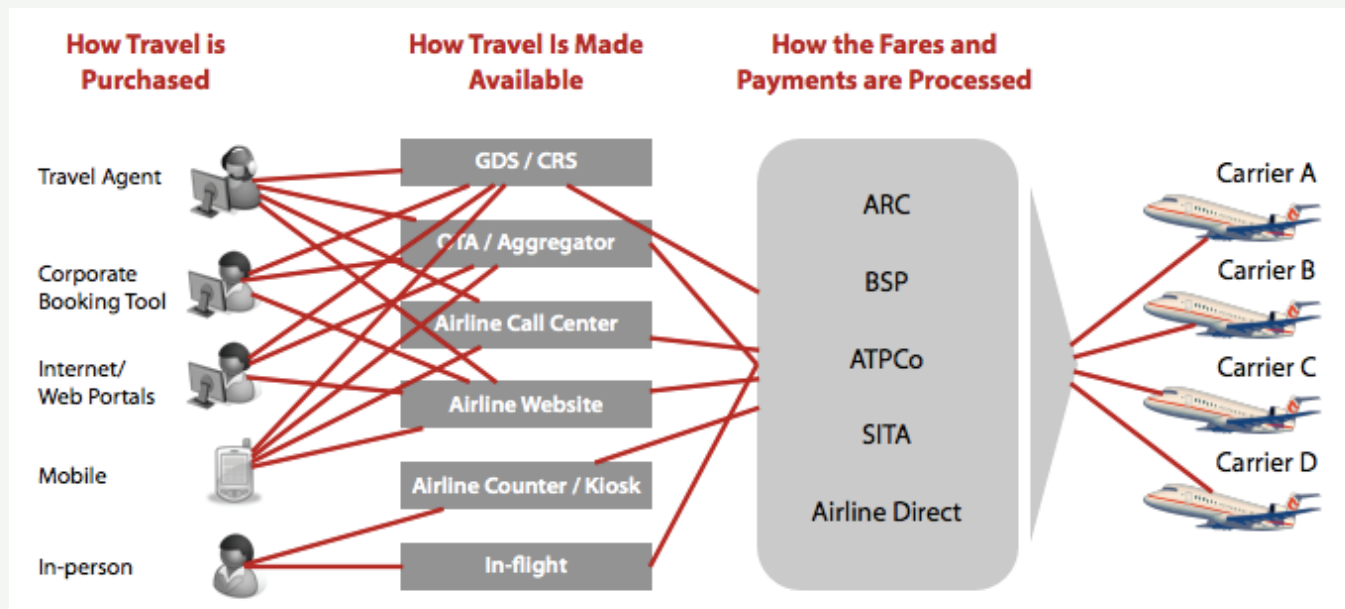 How Travel is
Purchased
How Travel Is Made
Available
How the Fares and
Payments are Processed
Travel Agent
Corporate
Booking Tool
Internet/
Web Portals
Mobile
In-person
GDS / CRS
OTA / Aggregator
Airline Call Center
Airline Website
Airline Counter / Kiosk
In-flight
ARC
BSP
ATPCo
SITA
Airline Direct
Carrier A
Carrier B
Carrier C
Carrier D